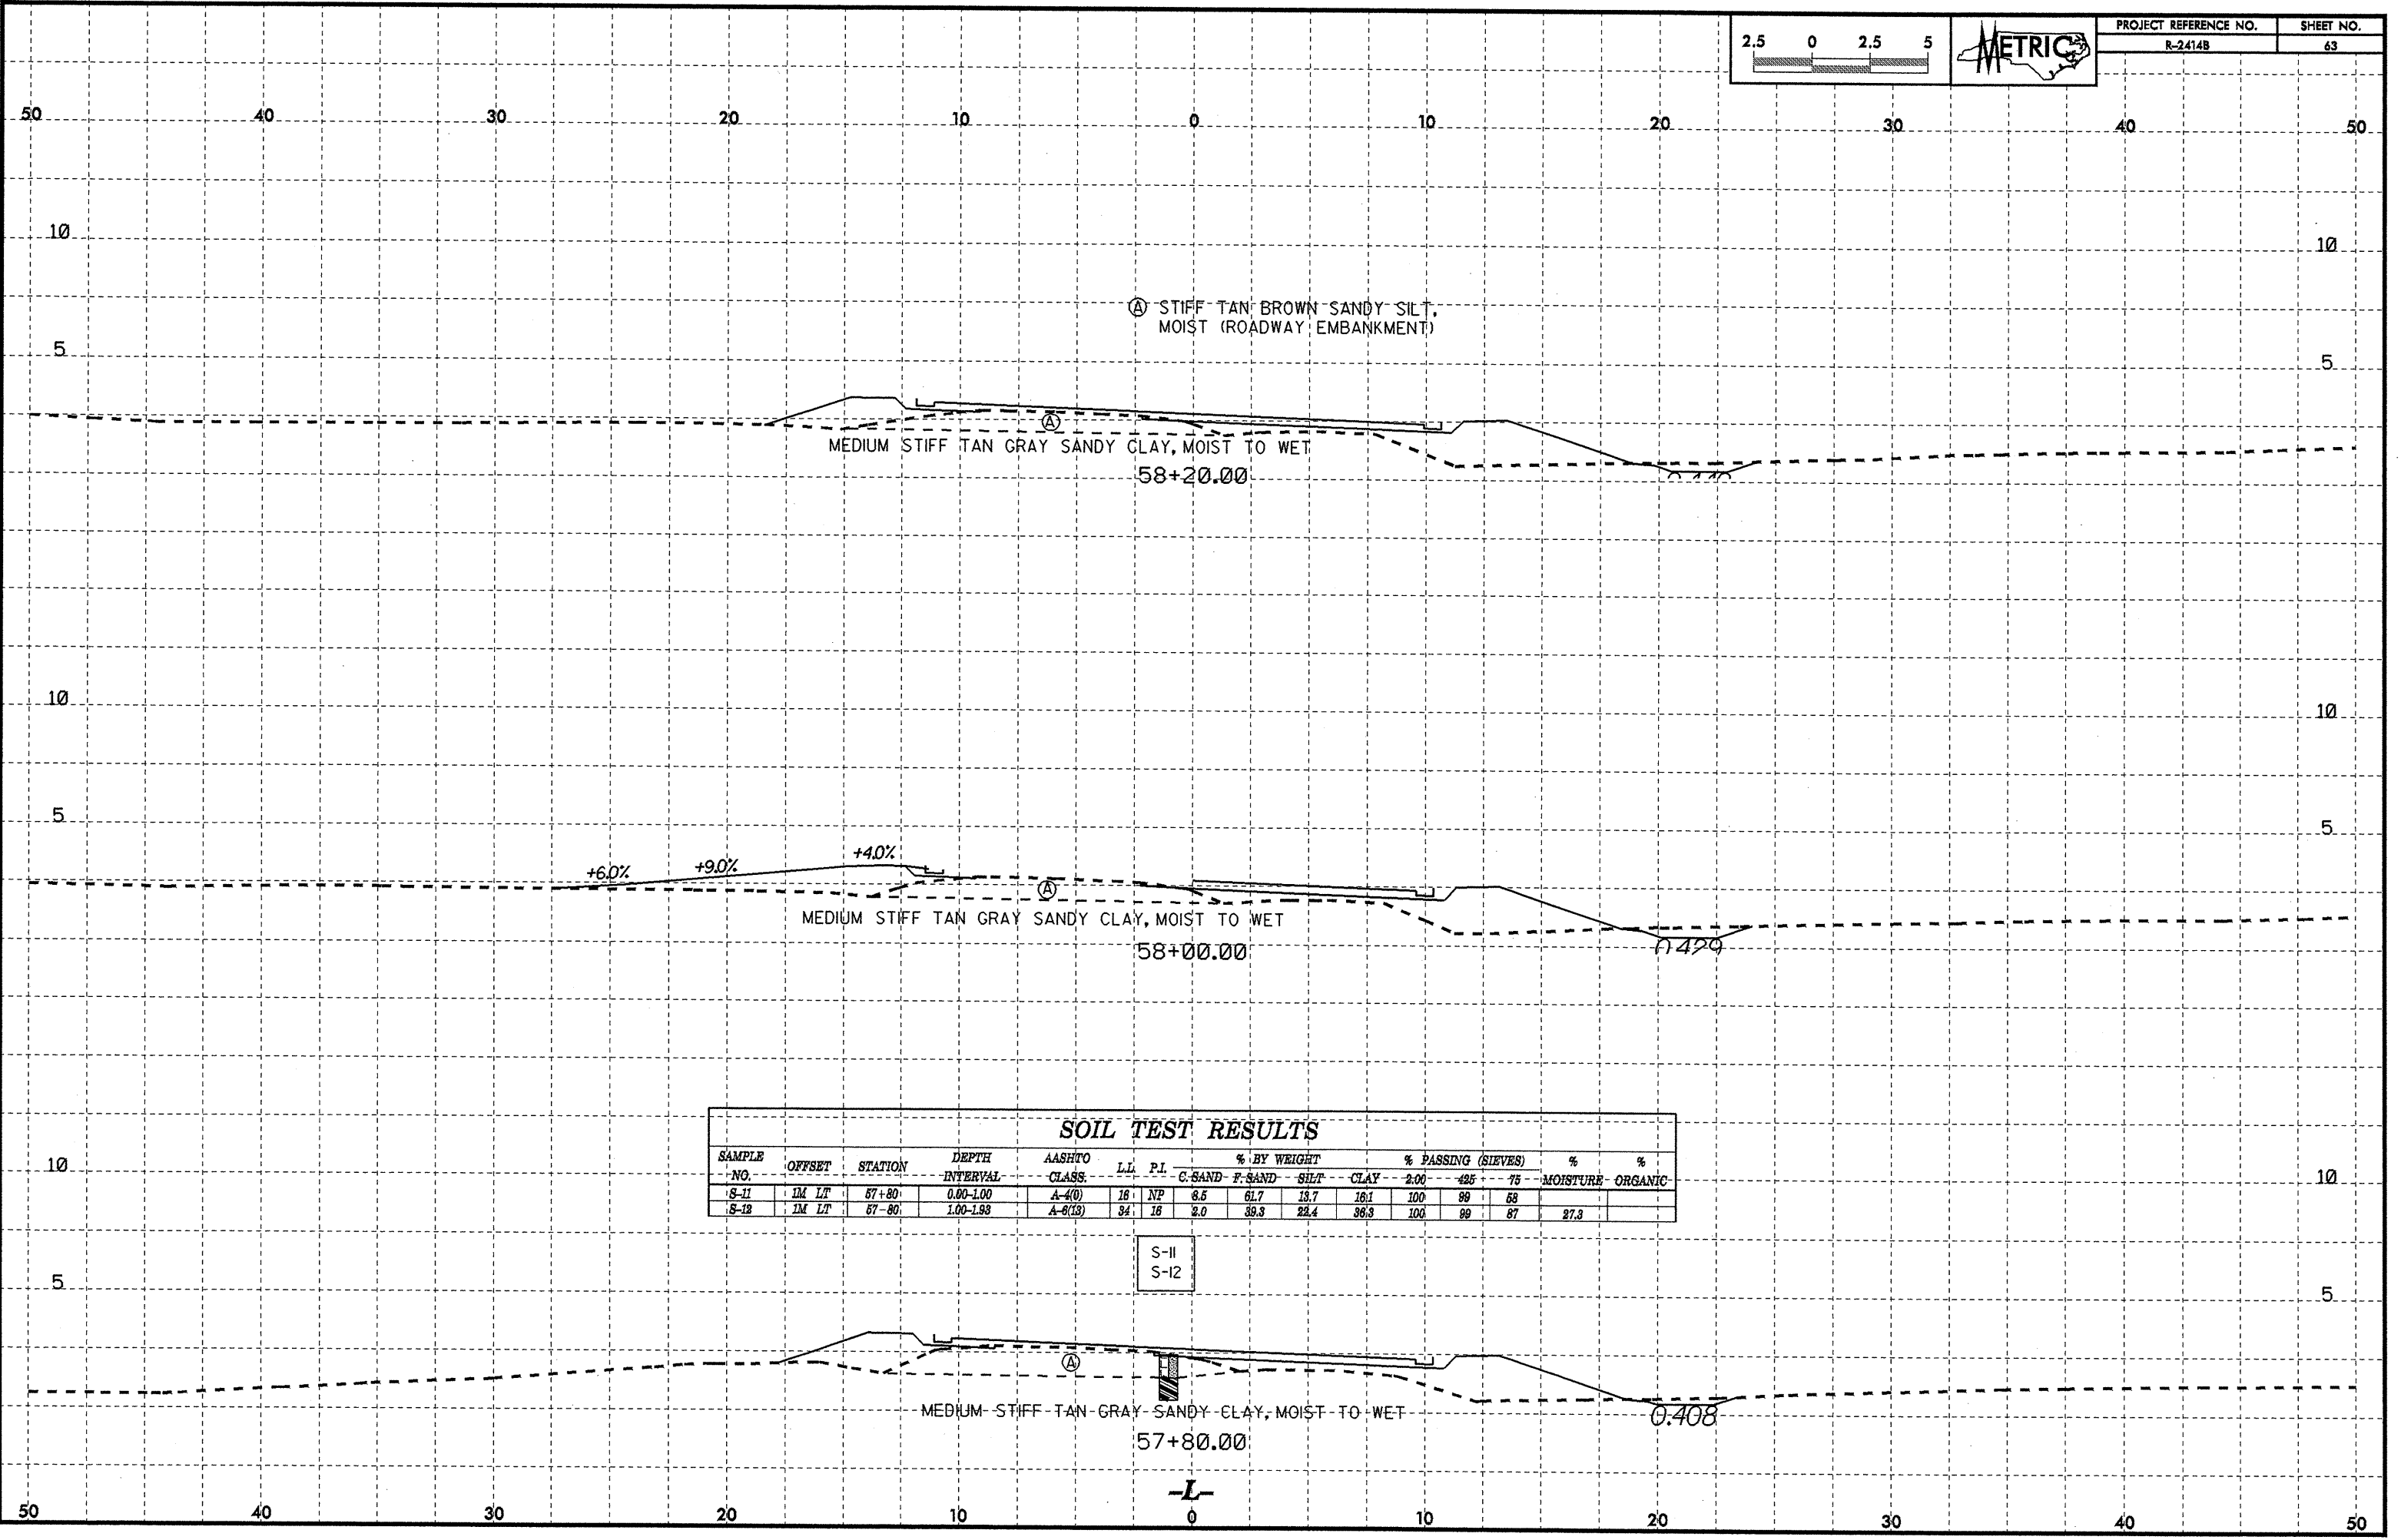 PROJECT REFERENCE NO. SHEET NO.
R-2414B 63
2.5 0 2.5 5
METRIC
50 40 30 20 10 0 10 20 30 40 50
10 10
Ⓐ STIFF TAN BROWN SANDY SILT,
MOIST (ROADWAY EMBANKMENT)
5 5
Ⓐ
MEDIUM STIFF TAN GRAY SANDY CLAY, MOIST TO WET
58+20.00
10 10
5 5
+6.0% +9.0% +4.0%
Ⓐ
MEDIUM STIFF TAN GRAY SANDY CLAY, MOIST TO WET
58+00.00 0.429
SOIL TEST RESULTS
SAMPLE NO. OFFSET STATION DEPTH INTERVAL AASHTO CLASS. L.L. P.I. % BY WEIGHT C. SAND F. SAND SILT CLAY % PASSING (SIEVES) 2.00 425 75 % MOISTURE % ORGANIC
S-11 1M LT 57+80 0.00-1.00 A-4(0) 16 NP 8.5 61.7 13.7 16.1 100 99 58
S-12 1M LT 57-80 1.00-1.93 A-6(13) 34 16 2.0 39.3 22.4 36.3 100 99 87 27.3
10 10
S-11
S-12
5 5
Ⓐ
MEDIUM STIFF TAN GRAY SANDY CLAY, MOIST TO WET
0.408
57+80.00
-L-
50 40 30 20 10 0 10 20 30 40 50